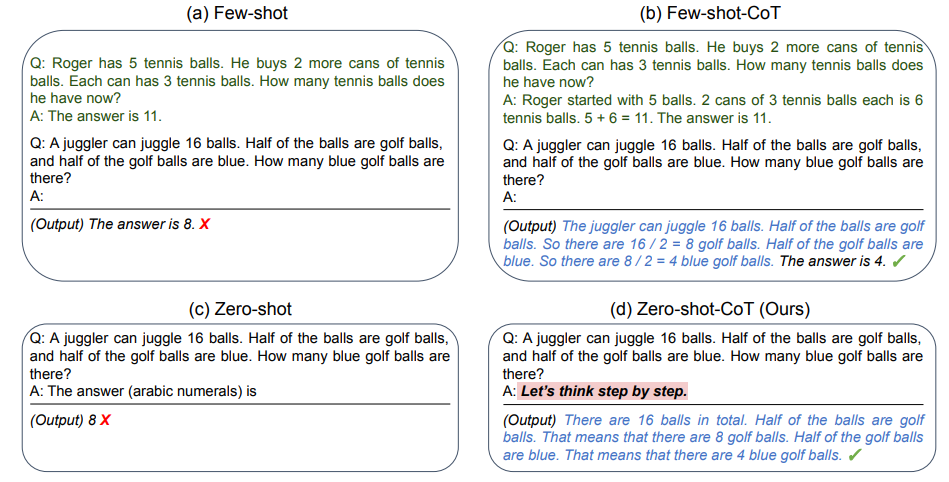 (a) Few-shot
Q: Roger has 5 tennis balls. He buys 2 more cans of tennis
balls. Each can has 3 tennis balls. How many tennis balls does
he have now?
A: The answer is 11.
Q: A juggler can juggle 16 balls. Half of the balls are golf balls,
and half of the golf balls are blue. How many blue golf balls are
there?
A:
(Output) The answer is 8. X
(b) Few-shot-CoT
Q: Roger has 5 tennis balls. He buys 2 more cans of tennis
balls. Each can has 3 tennis balls. How many tennis balls does
he have now?
A: Roger started with 5 balls. 2 cans of 3 tennis balls each is 6
tennis balls. 5 + 6 = 11. The answer is 11.
Q: A juggler can juggle 16 balls. Half of the balls are golf balls,
and half of the golf balls are blue. How many blue golf balls are
there?
A:
(Output) The juggler can juggle 16 balls. Half of the balls are golf
balls. So there are 16 / 2 = 8 golf balls. Half of the golf balls are
blue. So there are 8 / 2 = 4 blue golf balls. The answer is 4. ✓
(c) Zero-shot
Q: A juggler can juggle 16 balls. Half of the balls are golf balls,
and half of the golf balls are blue. How many blue golf balls are
there?
A: The answer (arabic numerals) is
(Output) 8 X
(d) Zero-shot-CoT (Ours)
Q: A juggler can juggle 16 balls. Half of the balls are golf balls,
and half of the golf balls are blue. How many blue golf balls are
there?
A: Let's think step by step.
(Output) There are 16 balls in total. Half of the balls are golf
balls. That means that there are 8 golf balls. Half of the golf balls
are blue. That means that there are 4 blue golf balls. ✓